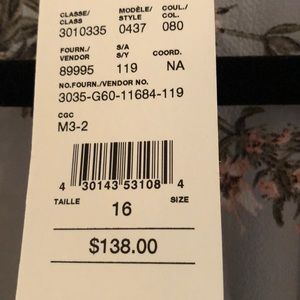 CLASSE/ MODÈLE/ COUL./
CLASS STYLE COL.
3010335 0437 080
FOURN./ S/A
VENDOR S/Y COORD.
89995 119 NA
NO.FOURN./VENDOR NO.
3035-G60-11684-119
CGC
M3-2
4 30143 53108 4
TAILLE 16 SIZE
$138.00